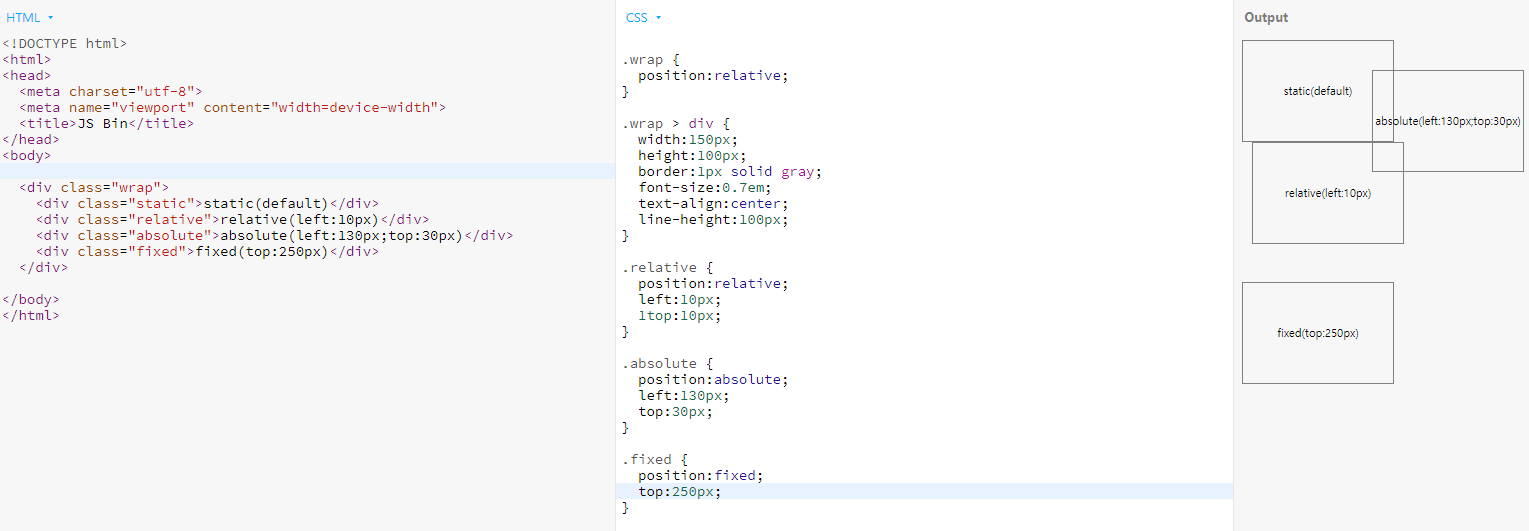 HTML
<!DOCTYPE html>
<html>
<head>
  <meta charset="utf-8">
  <meta name="viewport" content="width=device-width">
  <title>JS Bin</title>
</head>
<body>

  <div class="wrap">
    <div class="static">static(default)</div>
    <div class="relative">relative(left:10px)</div>
    <div class="absolute">absolute(left:130px;top:30px)</div>
    <div class="fixed">fixed(top:250px)</div>
  </div>

</body>
</html>
CSS
.wrap {
  position:relative;
}

.wrap > div {
  width:150px;
  height:100px;
  border:1px solid gray;
  font-size:0.7em;
  text-align:center;
  line-height:100px;
}

.relative {
  position:relative;
  left:10px;
  ltop:10px;
}

.absolute {
  position:absolute;
  left:130px;
  top:30px;
}

.fixed {
  position:fixed;
  top:250px;
}
Output
static(default)
absolute(left:130px;top:30px)
relative(left:10px)
fixed(top:250px)